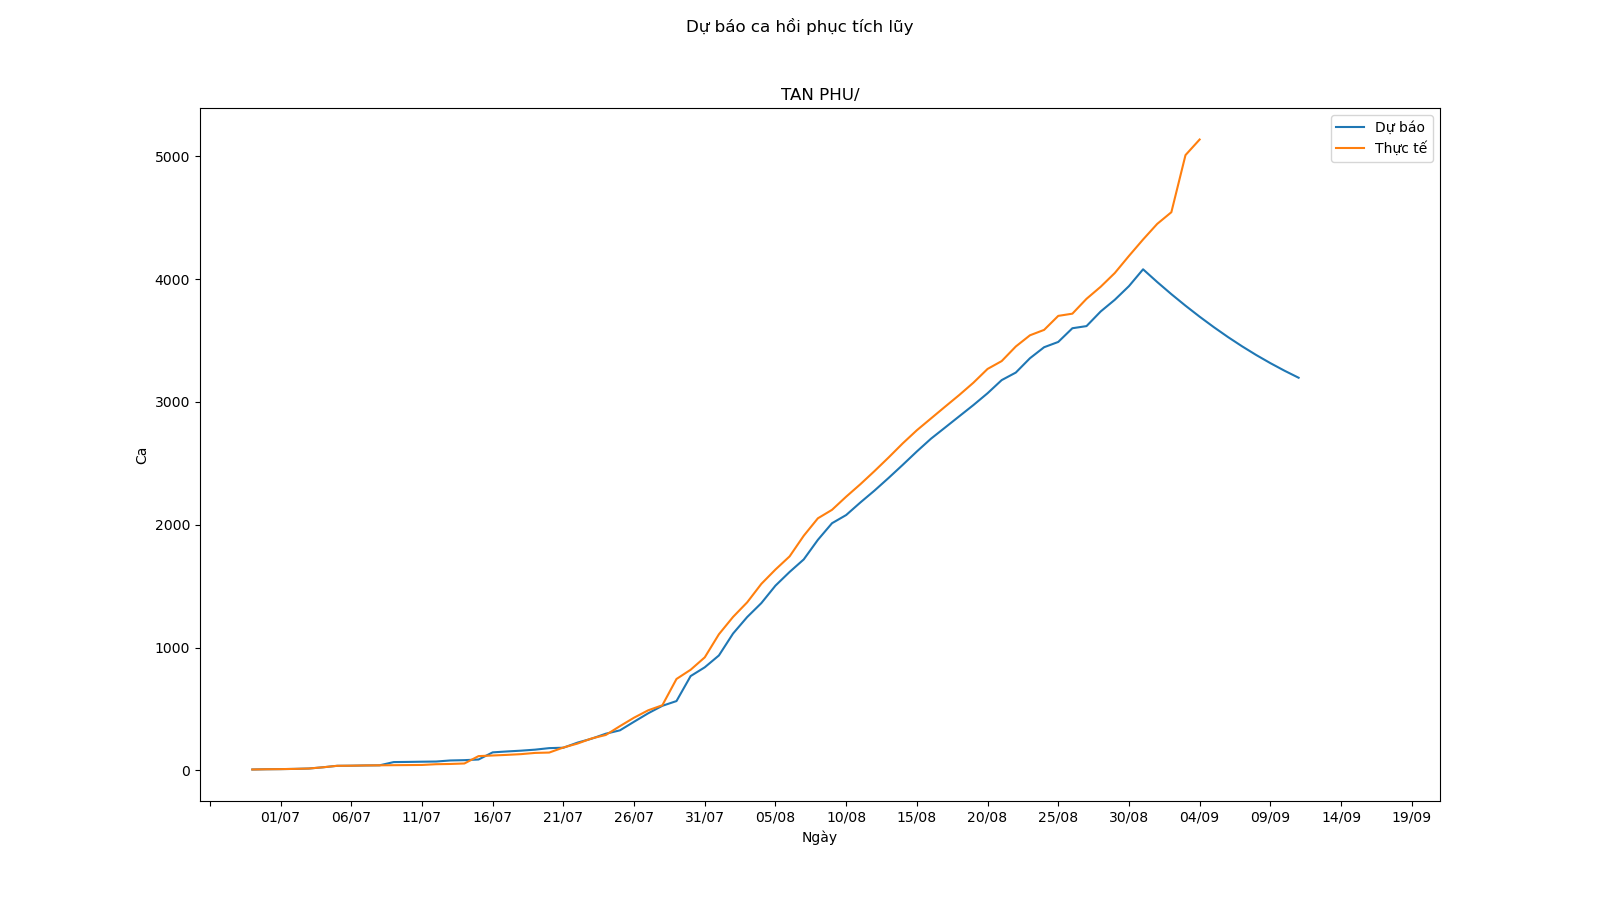 Dự báo ca hồi phục tích lũy
TAN PHU/
Dự báo
Thực tế
5000
4000
3000
2000
1000
0
Ca
01/07 06/07 11/07 16/07 21/07 26/07 31/07 05/08 10/08 15/08 20/08 25/08 30/08 04/09 09/09 14/09 19/09
Ngày